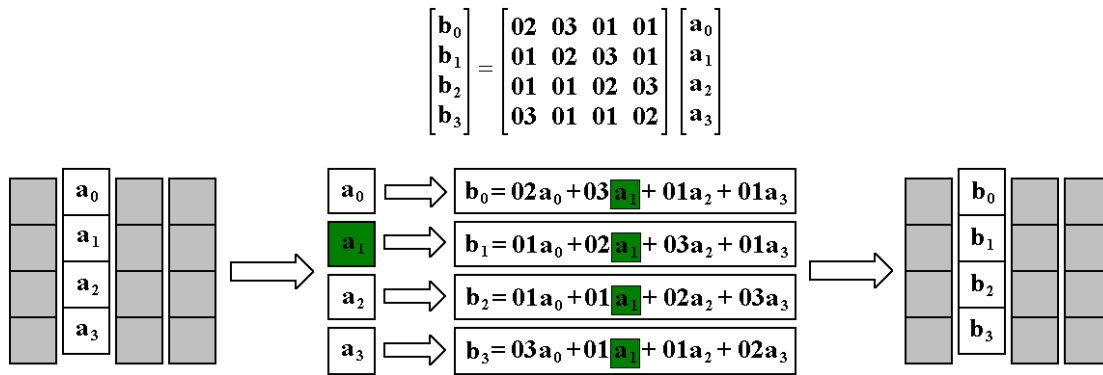 b₀ 02 03 01 01 a₀
b₁ = 01 02 03 01 a₁
b₂ 01 01 02 03 a₂
b₃ 03 01 01 02 a₃
a₀ a₀ b₀ = 02a₀ + 03a₁ + 01a₂ + 01a₃ b₀
a₁ a₁ b₁ = 01a₀ + 02a₁ + 03a₂ + 01a₃ b₁
a₂ a₂ b₂ = 01a₀ + 01a₁ + 02a₂ + 03a₃ b₂
a₃ a₃ b₃ = 03a₀ + 01a₁ + 01a₂ + 02a₃ b₃